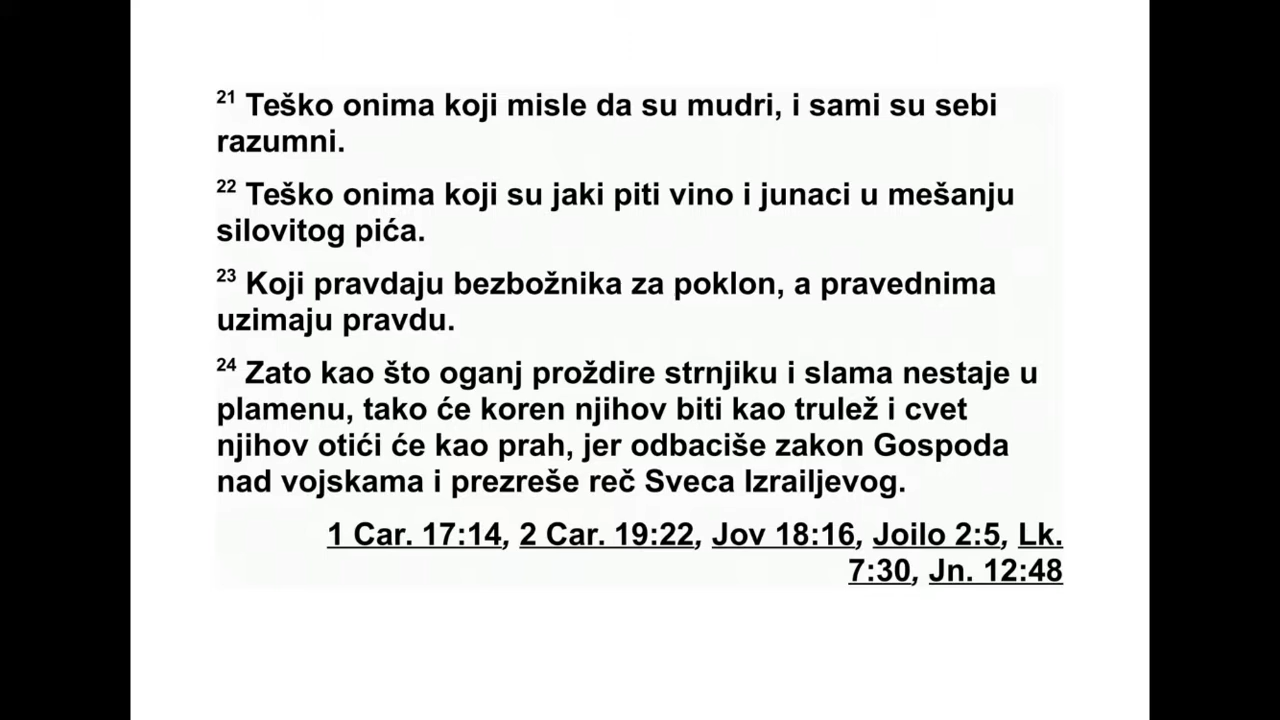 21 Teško onima koji misle da su mudri, i sami su sebi
razumni.
22 Teško onima koji su jaki piti vino i junaci u mešanju
silovitog pića.
23 Koji pravdaju bezbožnika za poklon, a pravednima
uzimaju pravdu.
24 Zato kao što oganj proždire strnjiku i slama nestaje u
plamenu, tako će koren njihov biti kao trulež i cvet
njihov otići će kao prah, jer odbaciše zakon Gospoda
nad vojskama i prezreše reč Sveca Izrailjevog.
1 Car. 17:14, 2 Car. 19:22, Jov 18:16, Joilo 2:5, Lk.
7:30, Jn. 12:48